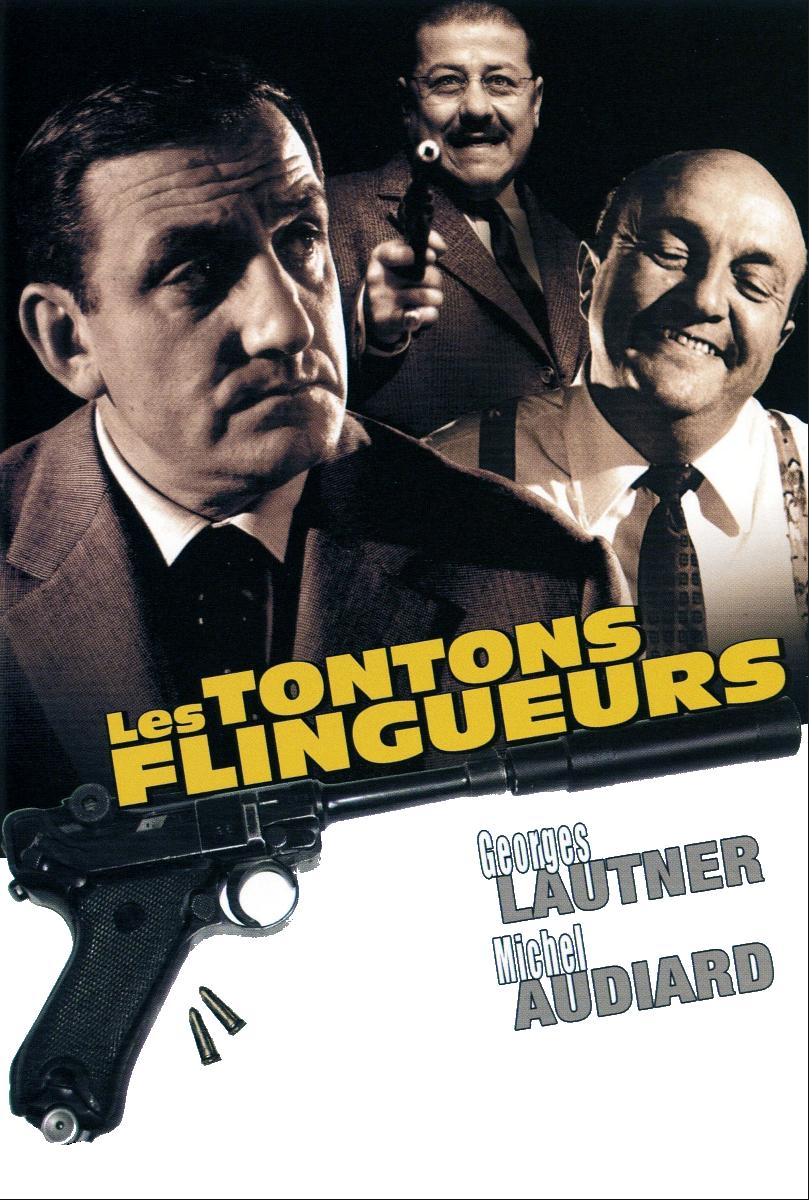 Les TONTONS
FLINGUEURS
Georges
LAUTNER
Michel
AUDIARD